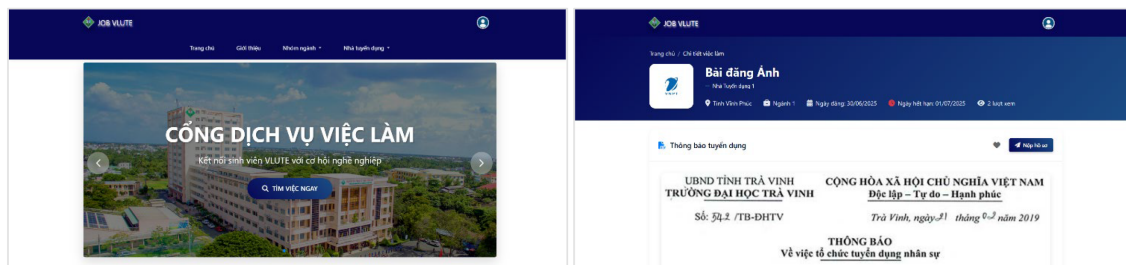 JOB VLUTE
Trang chủ Giới thiệu Nhóm ngành Nhà tuyển dụng
CỔNG DỊCH VỤ VIỆC LÀM
Kết nối sinh viên VLUTE với cơ hội nghề nghiệp
TÌM VIỆC NGAY
JOB VLUTE
Trang chủ / Chi tiết việc làm
Bài đăng Ảnh
Nhà Tuyển dụng 1
Tỉnh Vĩnh Phúc Ngành 1 Ngày đăng: 30/06/2025 Ngày hết hạn: 01/07/2025 2 lượt xem
Thông báo tuyển dụng Nộp hồ sơ
UBND TỈNH TRÀ VINH CỘNG HÒA XÃ HỘI CHỦ NGHĨA VIỆT NAM
TRƯỜNG ĐẠI HỌC TRÀ VINH Độc lập – Tự do – Hạnh phúc
Số: /TB-ĐHTV Trà Vinh, ngày tháng năm 2019
THÔNG BÁO
Về việc tổ chức tuyển dụng nhân sự